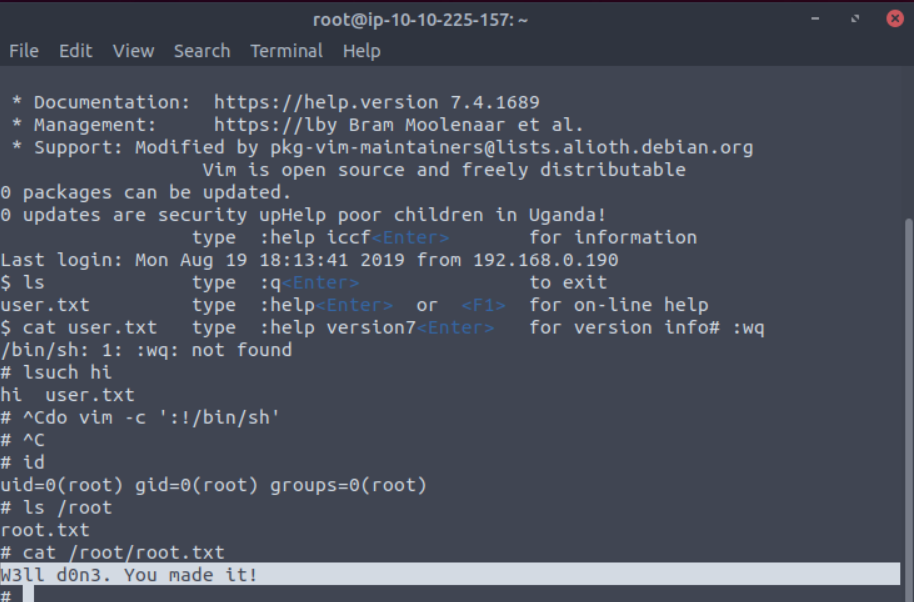 root@ip-10-10-225-157: ~
File Edit View Search Terminal Help
* Documentation:  https://help.version 7.4.1689
* Management:     https://lby Bram Moolenaar et al.
* Support: Modified by pkg-vim-maintainers@lists.alioth.debian.org
Vim is open source and freely distributable
0 packages can be updated.
0 updates are security upHelp poor children in Uganda!
type  :help iccf<Enter>       for information
Last login: Mon Aug 19 18:13:41 2019 from 192.168.0.190
$ ls             type  :q<Enter>               to exit
user.txt         type  :help<Enter>  or  <F1>  for on-line help
$ cat user.txt   type  :help version7<Enter>   for version info# :wq
/bin/sh: 1: :wq: not found
# lsuch hi
hi  user.txt
# ^Cdo vim -c ':!/bin/sh'
# ^C
# id
uid=0(root) gid=0(root) groups=0(root)
# ls /root
root.txt
# cat /root/root.txt
W3ll d0n3. You made it!
#